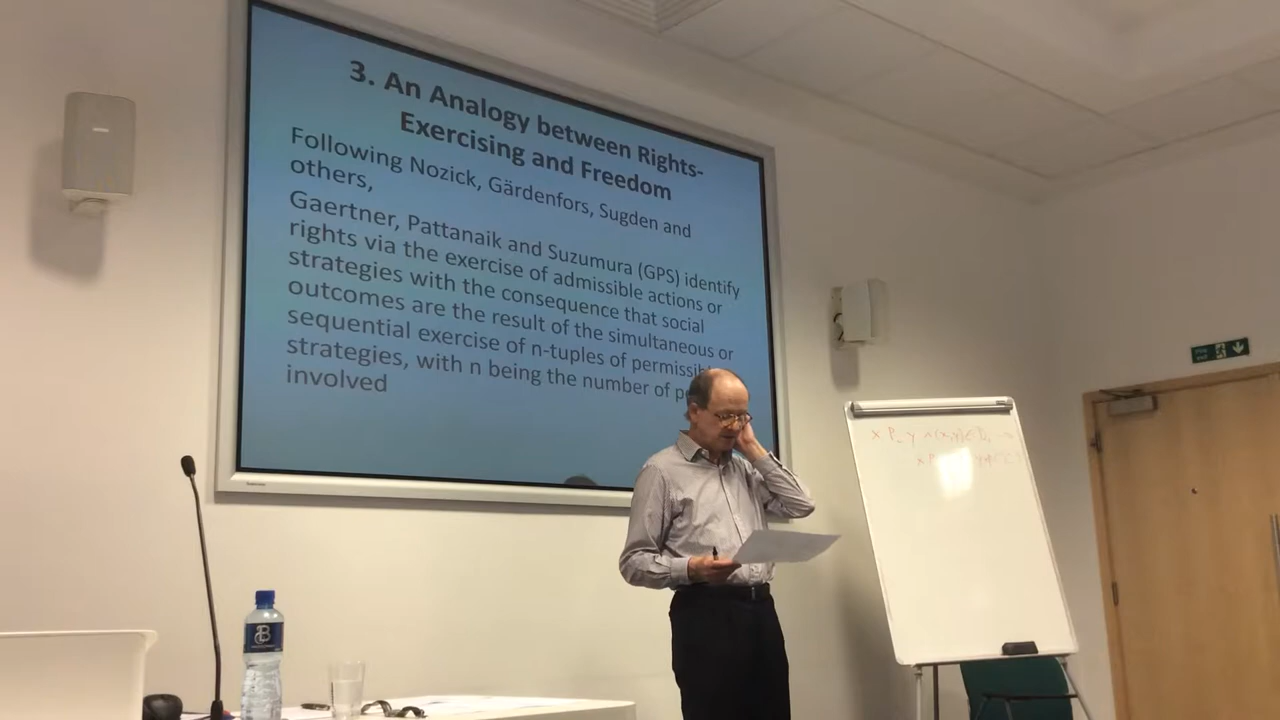 3. An Analogy between Rights-
Exercising and Freedom
Following Nozick, Gärdenfors, Sugden and
others,
Gaertner, Pattanaik and Suzumura (GPS) identify
rights via the exercise of admissible actions or
strategies with the consequence that social
outcomes are the result of the simultaneous or
sequential exercise of n-tuples of
strategies, with n being the number of
involved